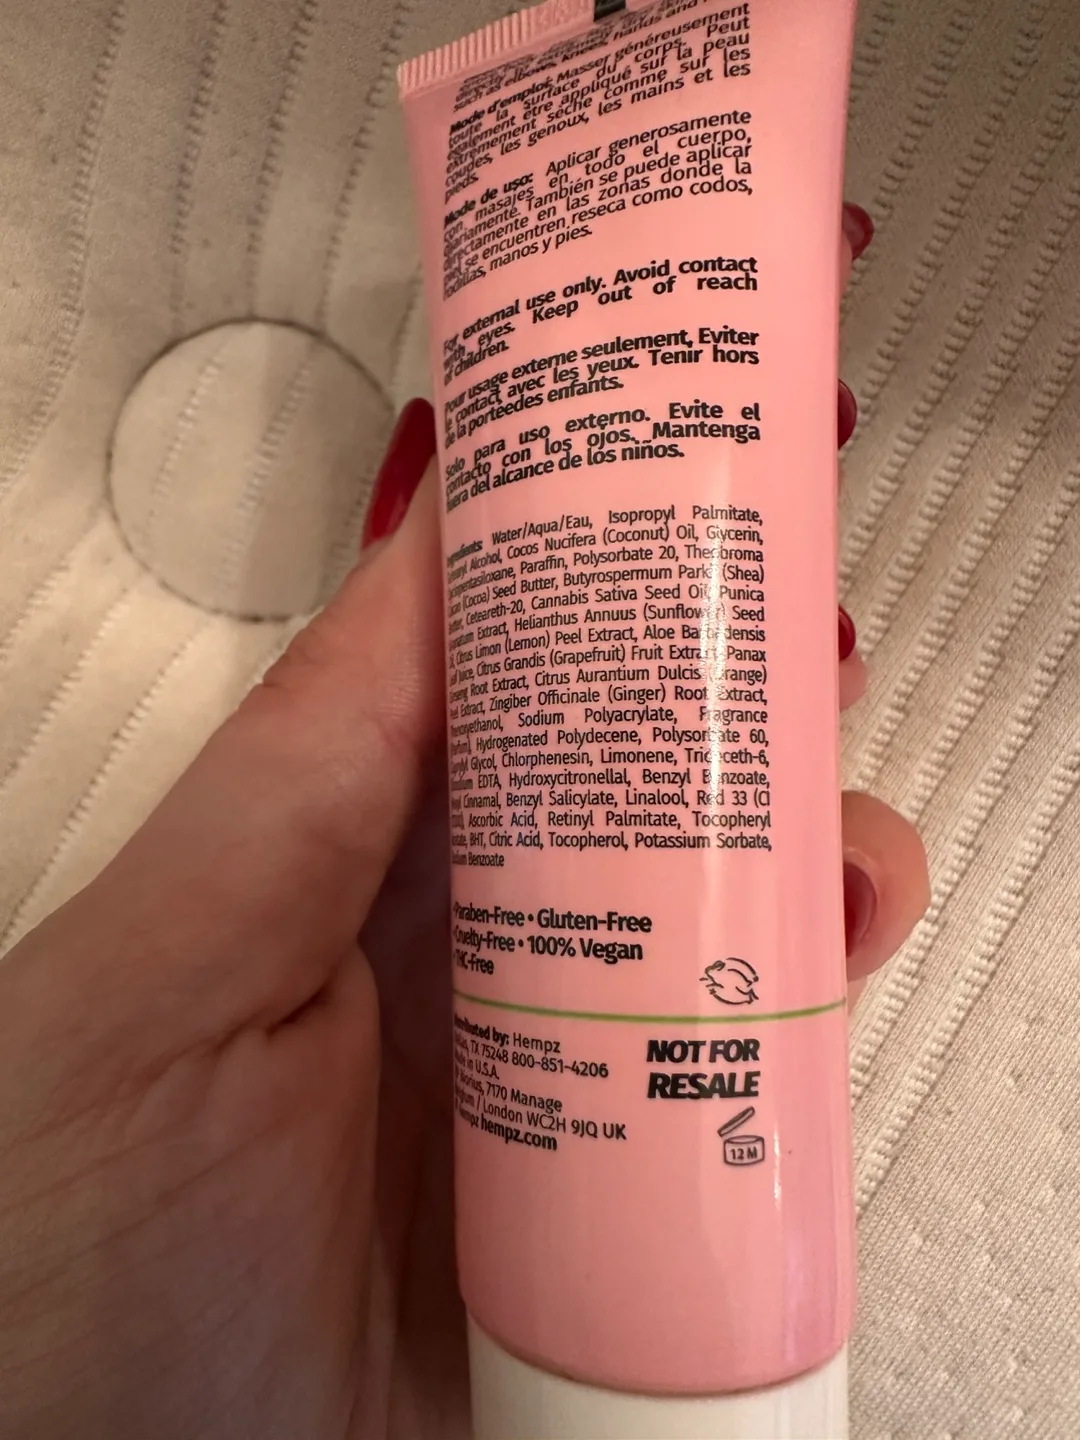 such as elbows, knees, hands and
Mode d'emploi: Masser généreusement
toute la surface du corps. Peut
également être appliqué sur la peau
extrêmement sèche comme sur les
coudes, les genoux, les mains et les
pieds.
Mode de uso: Aplicar generosamente
con masajes en todo el cuerpo,
diariamente. También se puede aplicar
directamente en las zonas donde la
piel se encuentren reseca como codos,
rodillas, manos y pies.
For external use only. Avoid contact
with eyes. Keep out of reach
of children.
Pour usage externe seulement, Eviter
le contact avec les yeux. Tenir hors
de la portéedes enfants.
Solo para uso externo. Evite el
contacto con los ojos. Mantenga
fuera del alcance de los niños.
Ingredients: Water/Aqua/Eau, Isopropyl Palmitate,
Alcohol, Cocos Nucifera (Coconut) Oil, Glycerin,
Paraffin, Polysorbate 20, Theobroma
(Cocoa) Seed Butter, Butyrospermum Parkii (Shea)
Ceteareth-20, Cannabis Sativa Seed Oil, Punica
Extract, Helianthus Annuus (Sunflower) Seed
Citrus Limon (Lemon) Peel Extract, Aloe Barbadensis
Juice, Citrus Grandis (Grapefruit) Fruit Extract, Panax
Root Extract, Citrus Aurantium Dulcis (Orange)
Extract, Zingiber Officinale (Ginger) Root Extract,
Sodium Polyacrylate, Fragrance
Hydrogenated Polydecene, Polysorbate 60,
Glycol, Chlorphenesin, Limonene, Trideceth-6,
EDTA, Hydroxycitronellal, Benzyl Benzoate,
Cinnamal, Benzyl Salicylate, Linalool, Red 33 (CI
Ascorbic Acid, Retinyl Palmitate, Tocopheryl
BHT, Citric Acid, Tocopherol, Potassium Sorbate,
Benzoate
Paraben-Free • Gluten-Free
Cruelty-Free • 100% Vegan
THC-Free
by: Hempz
TX 75248 800-851-4206
in U.S.A.
7170 Manage
/ London WC2H 9JQ UK
hempz.com
NOT FOR
RESALE
12 M